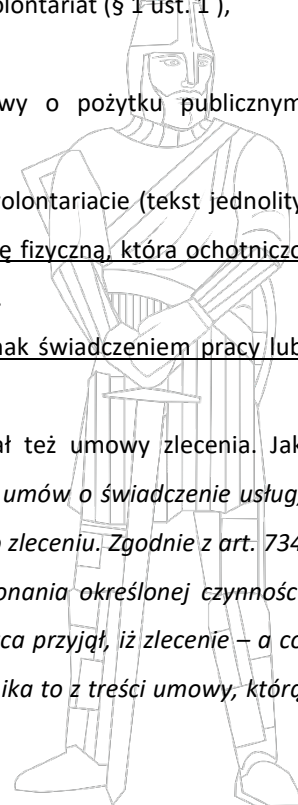 olontariat (§ 1 ust. 1 ),
wy o pożytku publicznym
olontariacie (tekst jednolity
ę fizyczną, która ochotniczo
nak świadczeniem pracy lub
ał też umowy zlecenia. Jak
umów o świadczenie usług,
o zleceniu. Zgodnie z art. 734
onania określonej czynności
ca przyjął, iż zlecenie – a co
ika to z treści umowy, którą